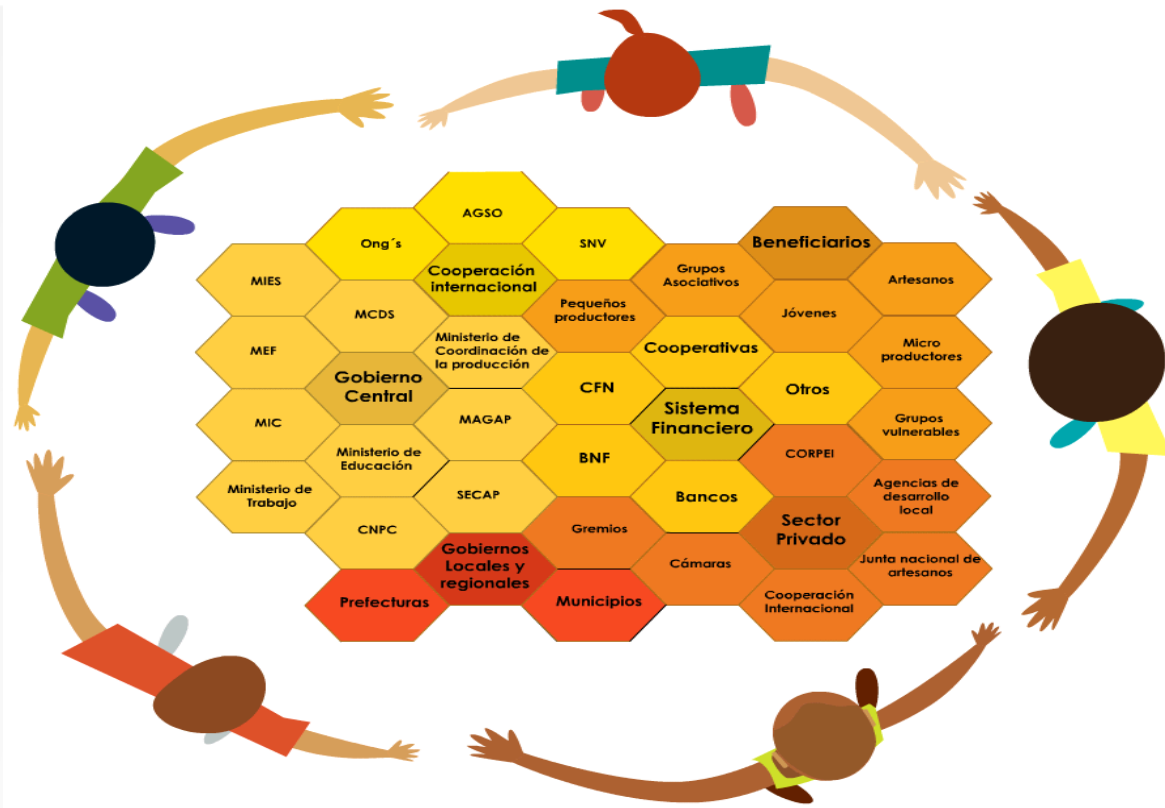 AGSO
Ong´s
SNV
Beneficiarios
MIES
Cooperación
internacional
Grupos
Asociativos
Artesanos
MCDS
Pequeños
productores
Jóvenes
MEF
Ministerio de
Coordinación de
la producción
Cooperativas
Micro
productores
Gobierno
Central
CFN
Otros
MIC
MAGAP
Sistema
Financiero
Grupos
vulnerables
Ministerio de
Educación
BNF
CORPEI
Ministerio de
Trabajo
SECAP
Bancos
Agencias de
desarrollo
local
CNPC
Gremios
Sector
Privado
Gobiernos
Locales y
regionales
Cámaras
Junta nacional de
artesanos
Prefecturas
Municipios
Cooperación
Internacional